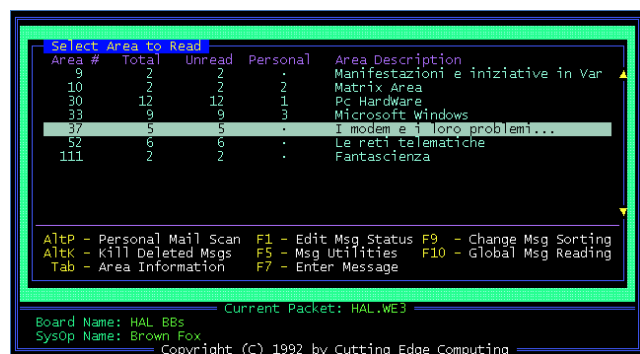 Select Area to Read
Area # Total Unread Personal Area Description
9 2 2 . Manifestazioni e iniziative in Var
10 2 2 2 Matrix Area
30 12 12 1 Pc HardWare
33 9 9 3 Microsoft Windows
37 5 5 . I modem e i loro problemi...
52 6 6 . Le reti telematiche
111 2 2 . Fantascienza
AltP - Personal Mail Scan F1 - Edit Msg Status F9 - Change Msg Sorting
AltK - Kill Deleted Msgs F5 - Msg Utilities F10 - Global Msg Reading
Tab - Area Information F7 - Enter Message
Current Packet: HAL.WE3
Board Name: HAL BBs
SysOp Name: Brown Fox
Copyright (C) 1992 by Cutting Edge Computing